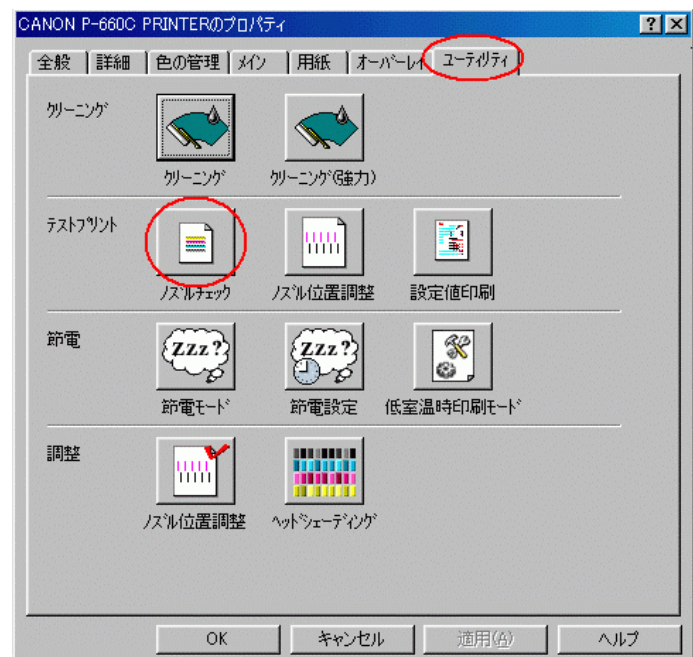 CANON P-660C PRINTERのプロパティ
全般 詳細 色の管理 メイン 用紙 オーバーレイ ユーティリティ
クリーニング
クリーニング クリーニング(強力)
テストプリント
ノズルチェック ノズル位置調整 設定値印刷
節電
ZZz? ZZz?
節電モード 節電設定 低室温時印刷モード
調整
ノズル位置調整 ヘッドシェーディング
OK キャンセル 適用(A) ヘルプ